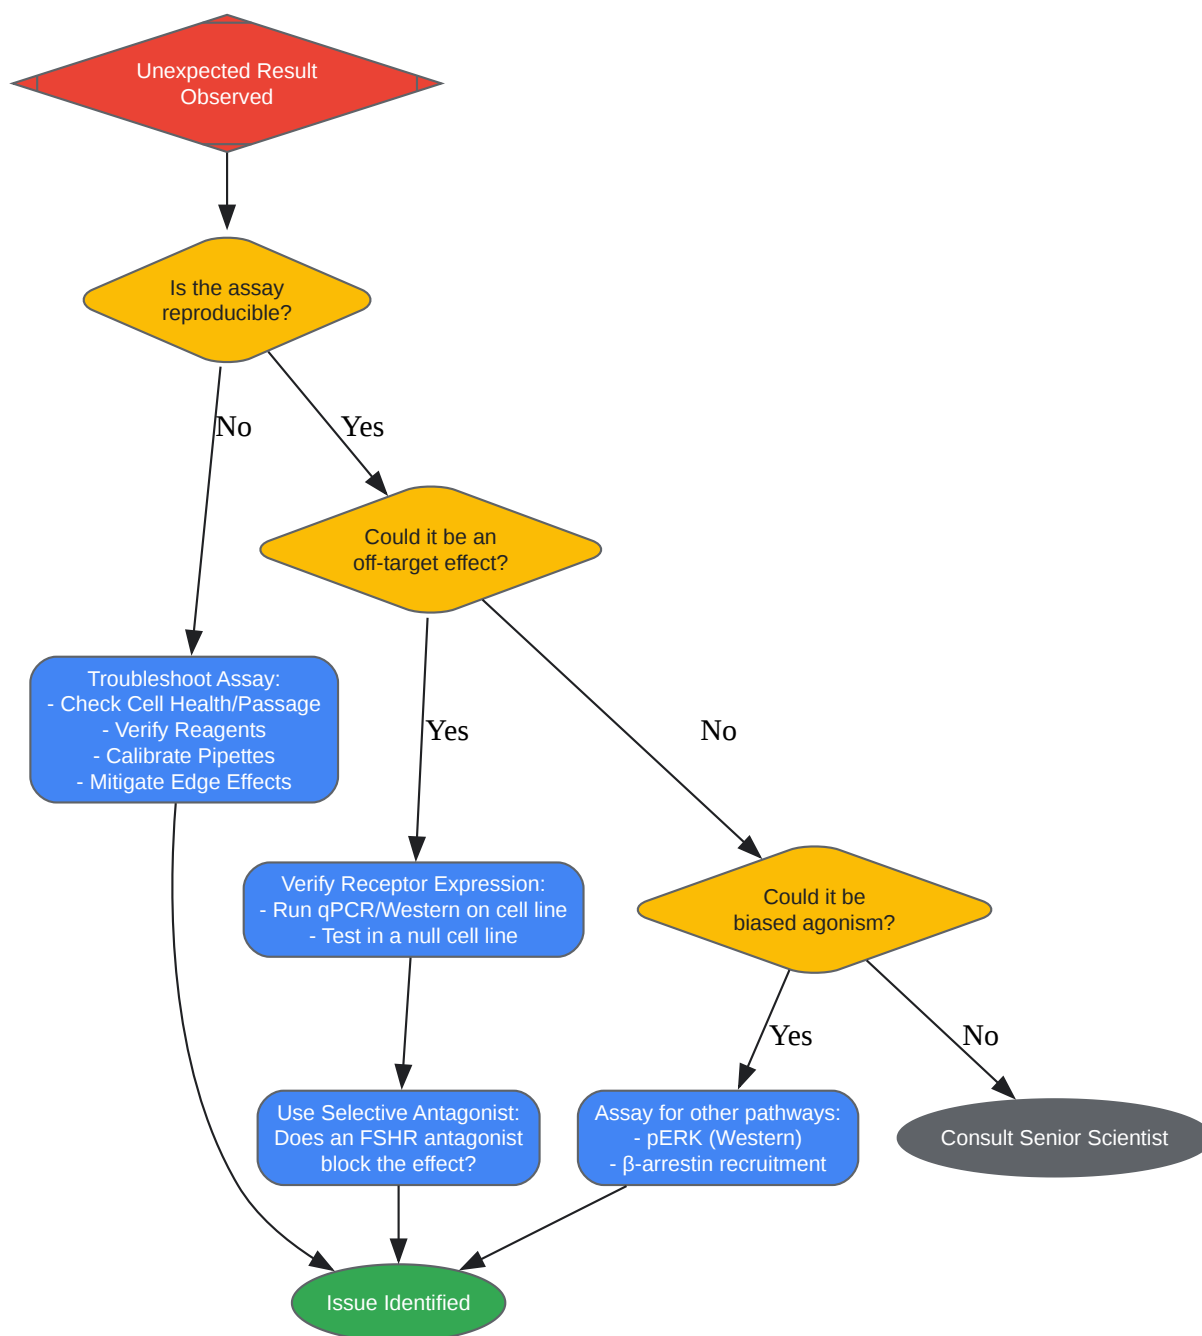 Unexpected Result
Observed
Is the assay
reproducible?
No
Yes
Could it be an
off-target effect?
Troubleshoot Assay:
- Check Cell Health/Passage
- Verify Reagents
- Calibrate Pipettes
- Mitigate Edge Effects
Yes
No
Verify Receptor Expression:
- Run qPCR/Western on cell line
- Test in a null cell line
Could it be
biased agonism?
Yes
No
Use Selective Antagonist:
Does an FSHR antagonist
block the effect?
Assay for other pathways:
- pERK (Western)
- β-arrestin recruitment
Consult Senior Scientist
Issue Identified